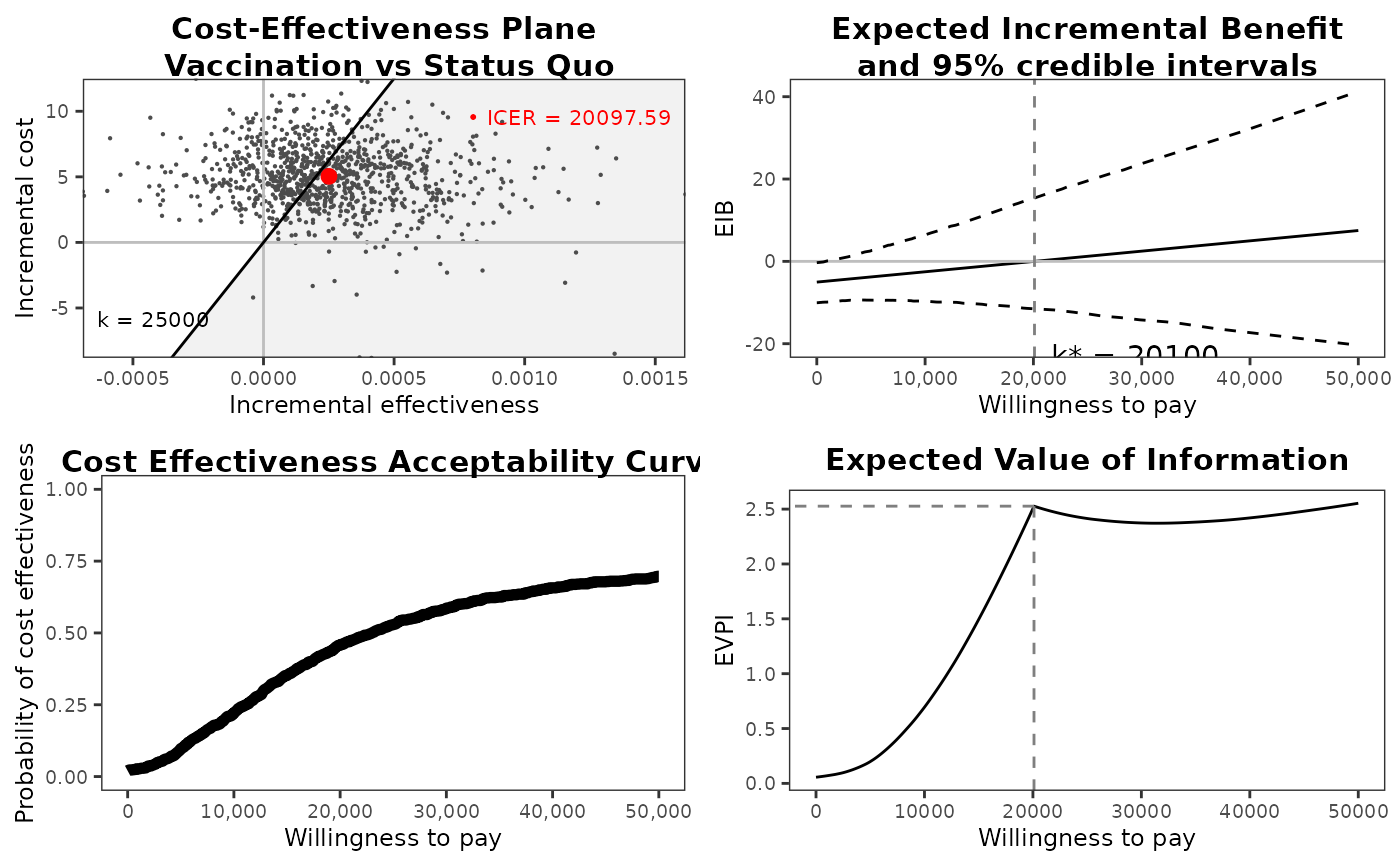 Cost-Effectiveness Plane
Vaccination vs Status Quo
10
5
0
-5
Incremental cost
• ICER = 20097.59
k = 25000
-0.0005 0.0000 0.0005 0.0010 0.0015
Incremental effectiveness
Expected Incremental Benefit
and 95% credible intervals
40
20
0
-20
EIB
k* = 20100
0 10,000 20,000 30,000 40,000 50,000
Willingness to pay
Cost Effectiveness Acceptability Curv
1.00
0.75
0.50
0.25
0.00
Probability of cost effectiveness
0 10,000 20,000 30,000 40,000 50,000
Willingness to pay
Expected Value of Information
2.5
2.0
1.5
1.0
0.5
0.0
EVPI
0 10000 20000 30000 40000 50000
Willingness to pay